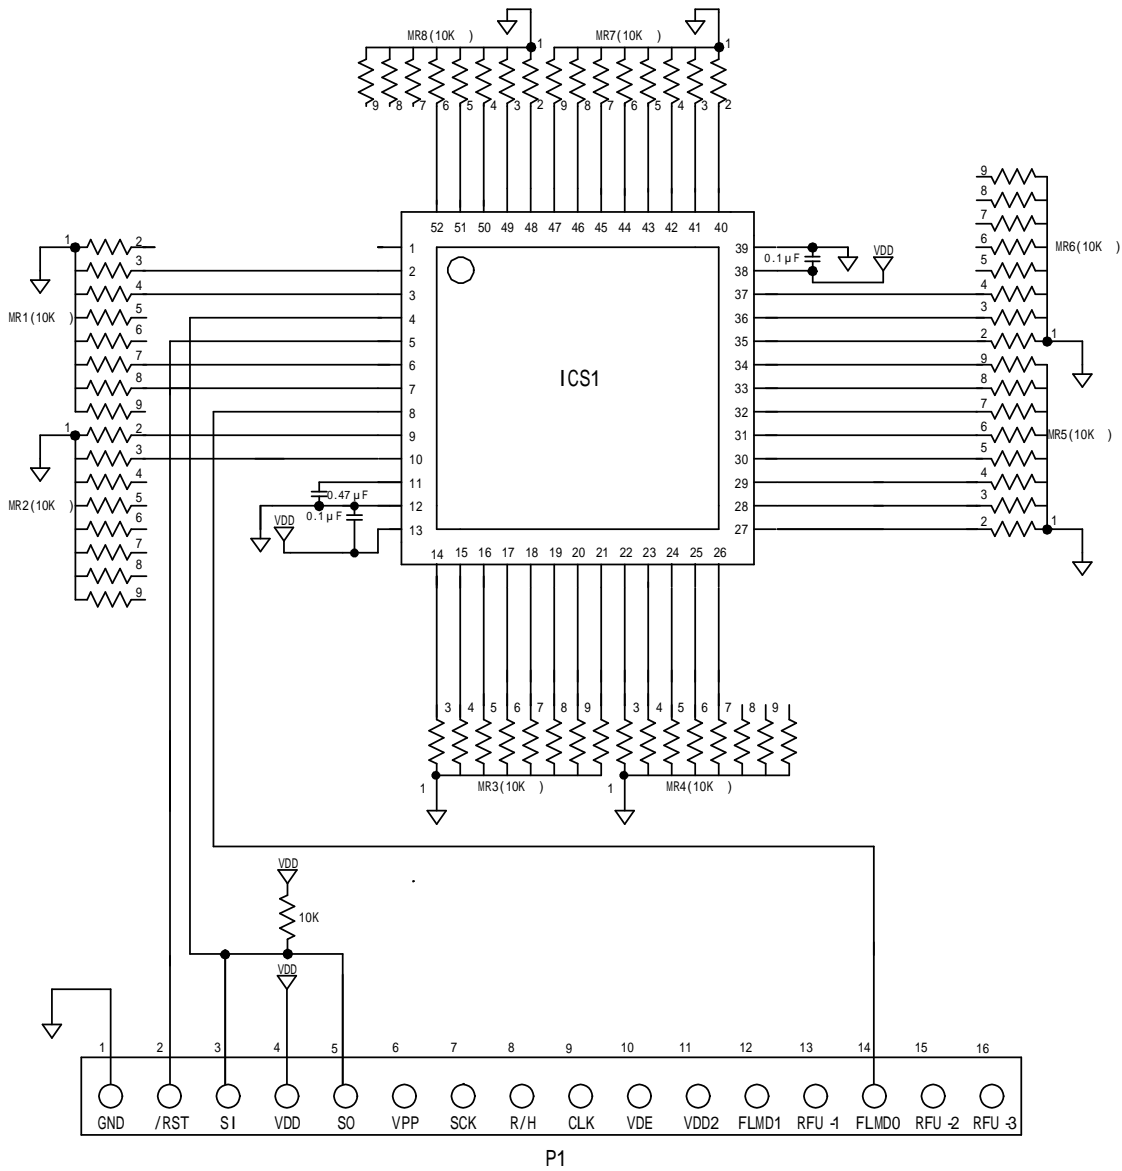 MR8(10K )
1
MR7(10K )
1
9 8 7 6 5 4 3 2 9 8 7 6 5 4 3 2
52 51 50 49 48 47 46 45 44 43 42 41 40
9
8
7
6
5
4
3
2
1
MR6(10K )
9
8
7
6
5
4
3
2
1
MR5(10K )
1
2
3
4
5
6
7
8
9
MR1(10K )
1
2
3
4
5
6
7
8
9
MR2(10K )
1
2
3
4
5
6
7
8
9
10
11
12
13
ICS1
39
38
37
36
35
34
33
32
31
30
29
28
27
0.1µF
VDD
0.47µF
0.1µF
VDD
14 15 16 17 18 19 20 21 22 23 24 25 26
3 4 5 6 7 8 9 3 4 5 6 7 8 9
1
MR3(10K )
1
MR4(10K )
VDD
10K
VDD
1 2 3 4 5 6 7 8 9 10 11 12 13 14 15 16
GND /RST SI VDD SO VPP SCK R/H CLK VDE VDD2 FLMD1 RFU-1 FLMD0 RFU-2 RFU-3
P1